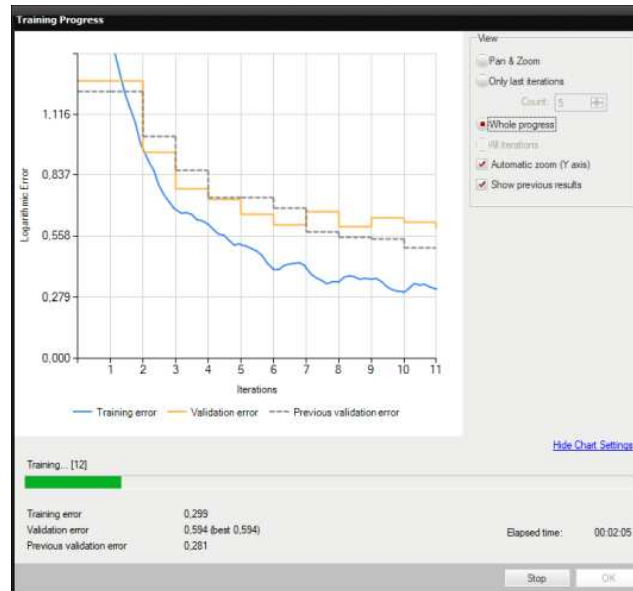 Training Progress
View
Pan & Zoom
Only last iterations
Count: 5
Whole progress
All iterations
Automatic zoom (Y axis)
Show previous results
Logarithmic Error
1,116
0,837
0,558
0,279
0,000
1 2 3 4 5 6 7 8 9 10 11
Iterations
Training error Validation error Previous validation error
Hide Chart Settings
Training... [12]
Training error 0,299
Validation error 0,594 (best 0,594)
Previous validation error 0,281
Elapsed time: 00:02:05
Stop OK